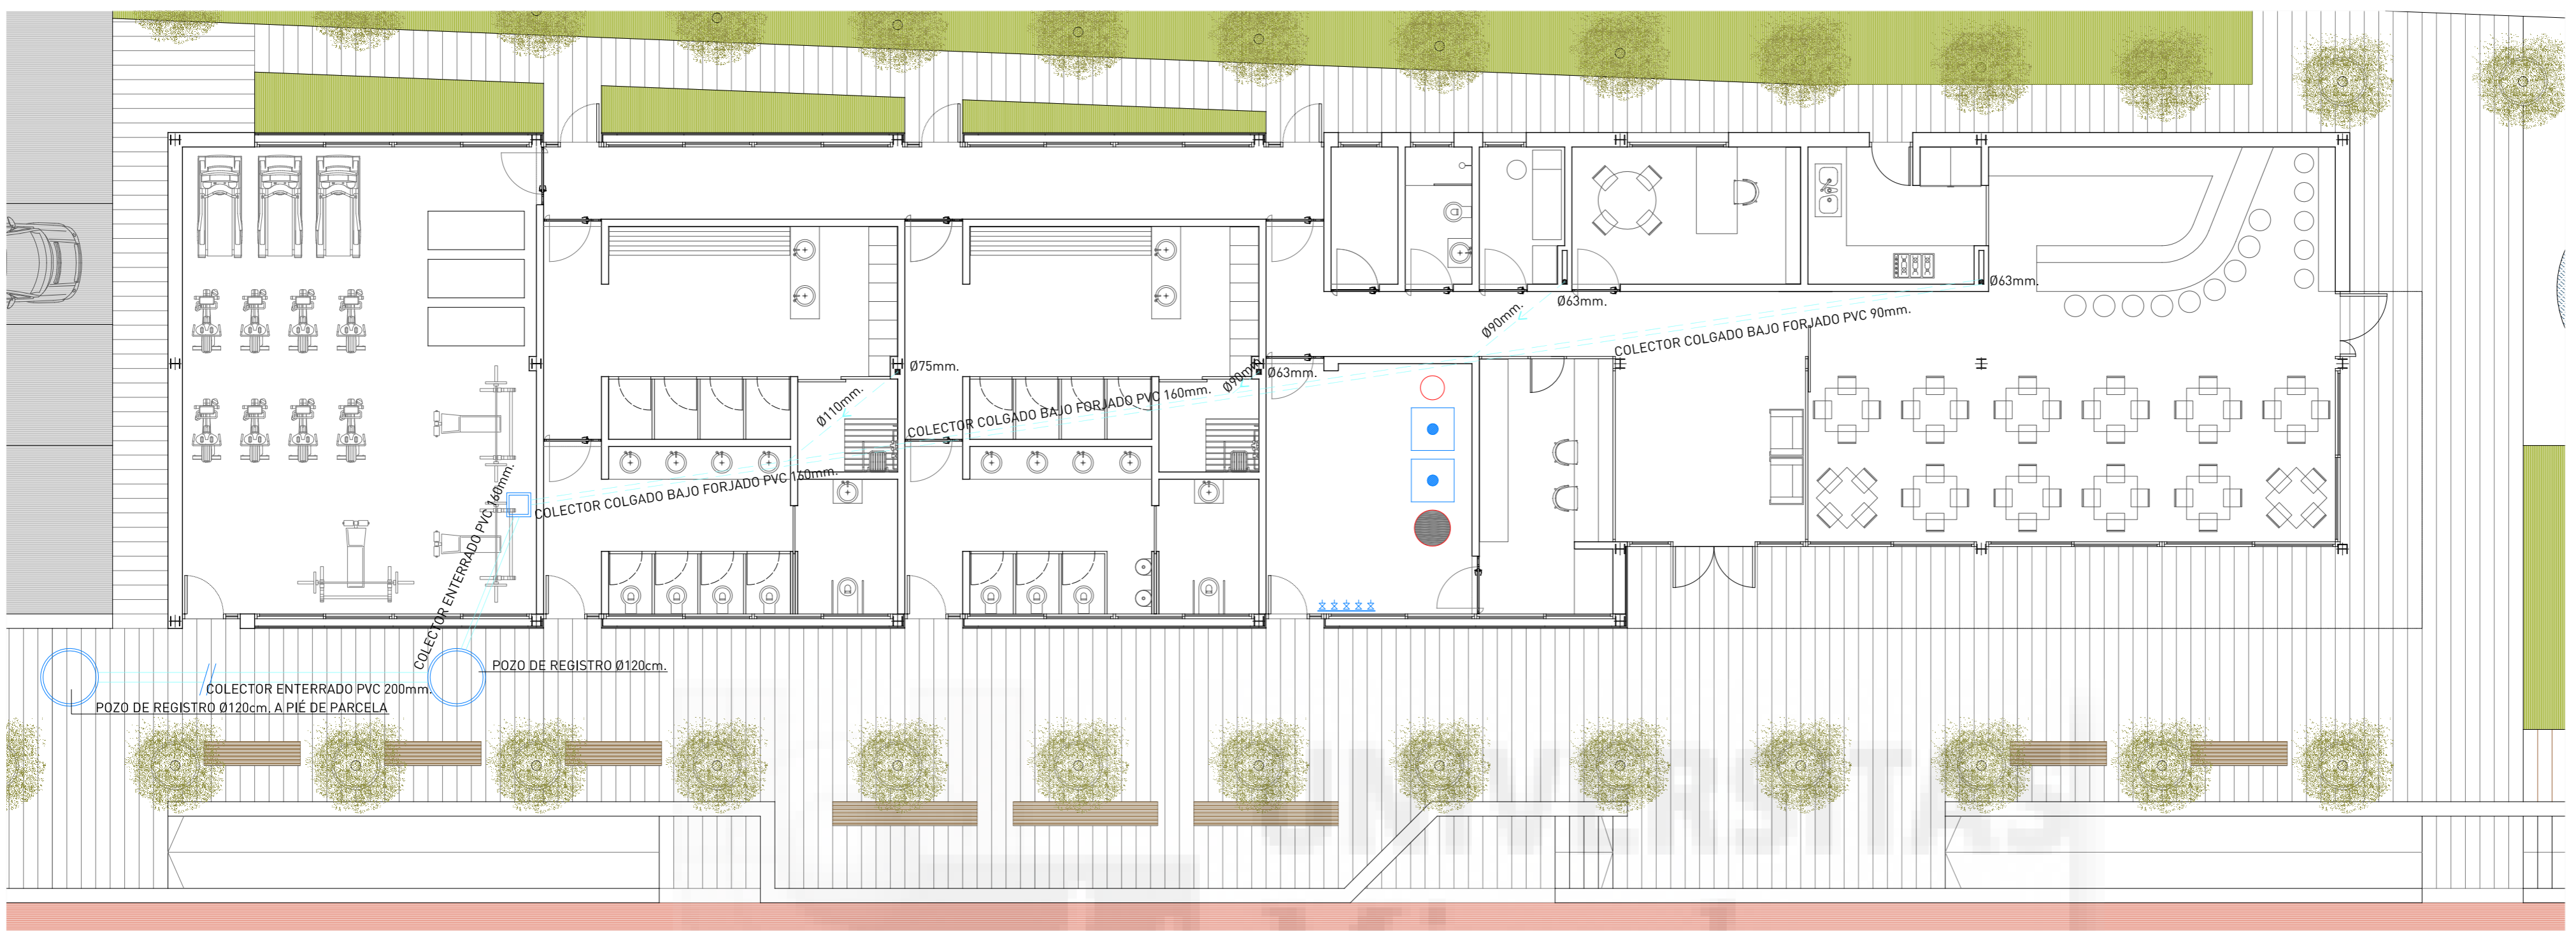 Ø63mm.
Ø63mm.
Ø90mm.
COLECTOR COLGADO BAJO FORJADO PVC 90mm.
Ø75mm.
Ø90mm.
Ø63mm.
Ø110mm.
COLECTOR COLGADO BAJO FORJADO PVC 160mm.
COLECTOR COLGADO BAJO FORJADO PVC 160mm.
COLECTOR ENTERRADO PVC 160mm.
POZO DE REGISTRO Ø120cm.
COLECTOR ENTERRADO PVC 200mm.
POZO DE REGISTRO Ø120cm. A PIÉ DE PARCELA
UNIVERSITAS